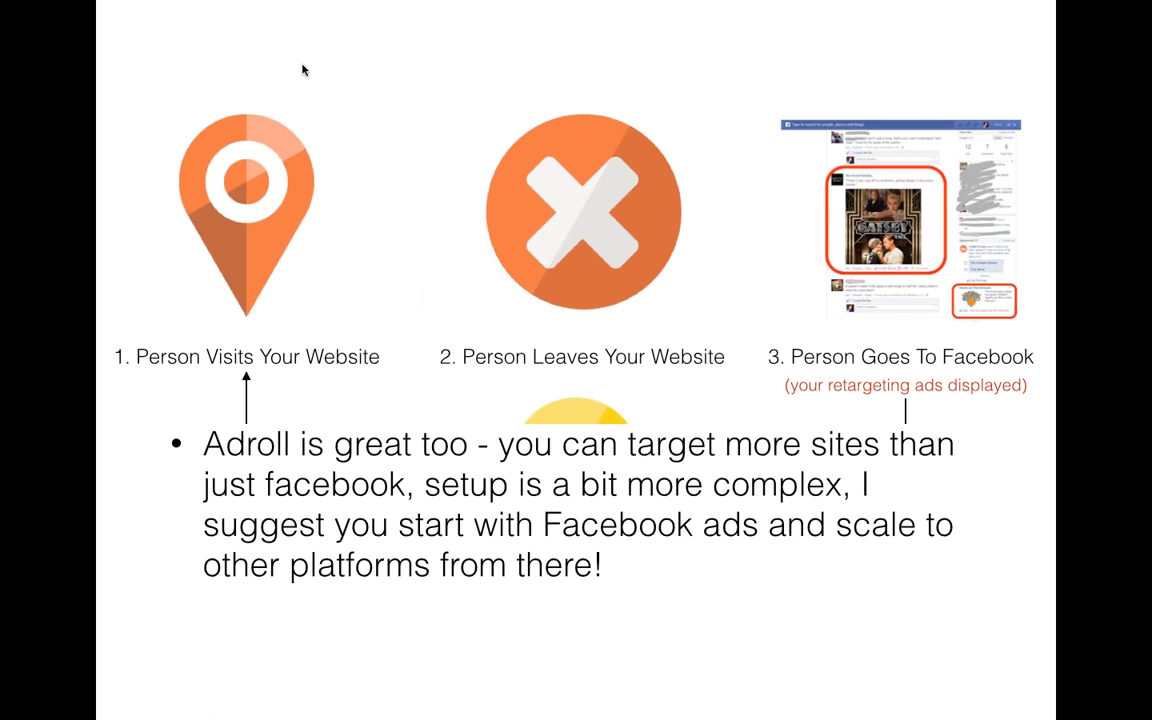 GATSBY
1. Person Visits Your Website
2. Person Leaves Your Website
3. Person Goes To Facebook
(your retargeting ads displayed)
• Adroll is great too - you can target more sites than
just facebook, setup is a bit more complex, I
suggest you start with Facebook ads and scale to
other platforms from there!